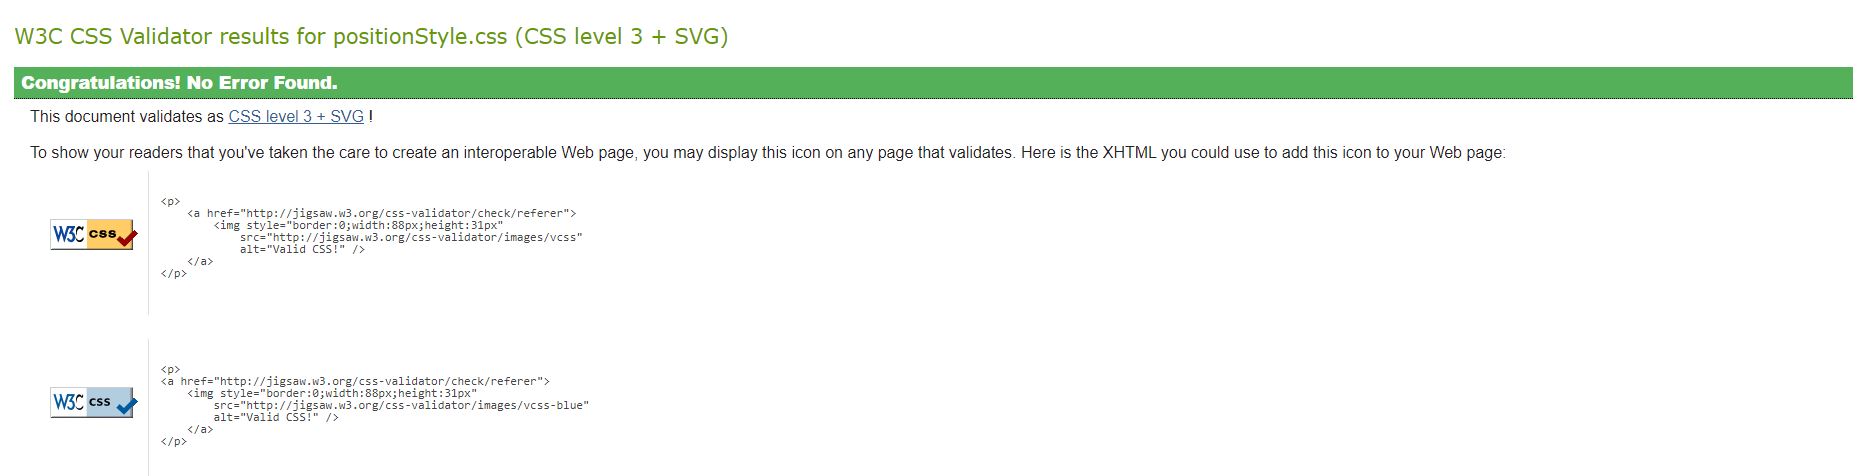 W3C CSS Validator results for positionStyle.css (CSS level 3 + SVG)
Congratulations! No Error Found.
This document validates as CSS level 3 + SVG !
To show your readers that you've taken the care to create an interoperable Web page, you may display this icon on any page that validates. Here is the XHTML you could use to add this icon to your Web page:
W3C css
<p>
<a href="http://jigsaw.w3.org/css-validator/check/referer">
<img style="border:0;width:88px;height:31px"
src="http://jigsaw.w3.org/css-validator/images/vcss"
alt="Valid CSS!" />
</a>
</p>
W3C css
<p>
<a href="http://jigsaw.w3.org/css-validator/check/referer">
<img style="border:0;width:88px;height:31px"
src="http://jigsaw.w3.org/css-validator/images/vcss-blue"
alt="Valid CSS!" />
</a>
</p>